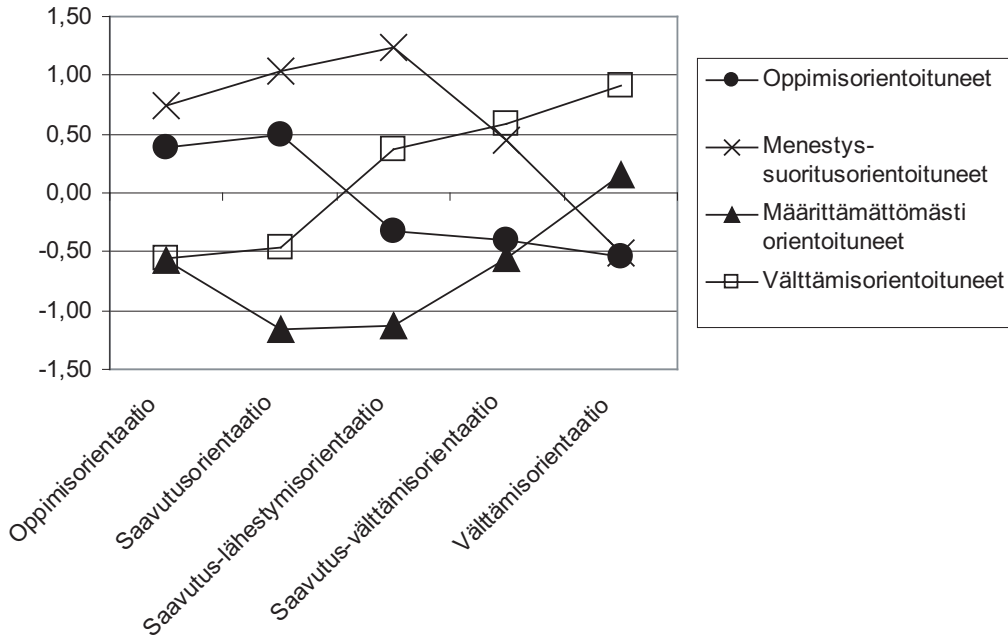 1,50
1,00
0,50
0,00
-0,50
-1,00
-1,50
Oppimisorientaatio
Saavutusorientaatio
Saavutus-lähestymisorientaatio
Saavutus-välttämisorientaatio
Välttämisorientaatio
Oppimisorientoituneet
Menestys-
suoritusorientoituneet
Määrittämättömästi
orientoituneet
Välttämisorientoituneet